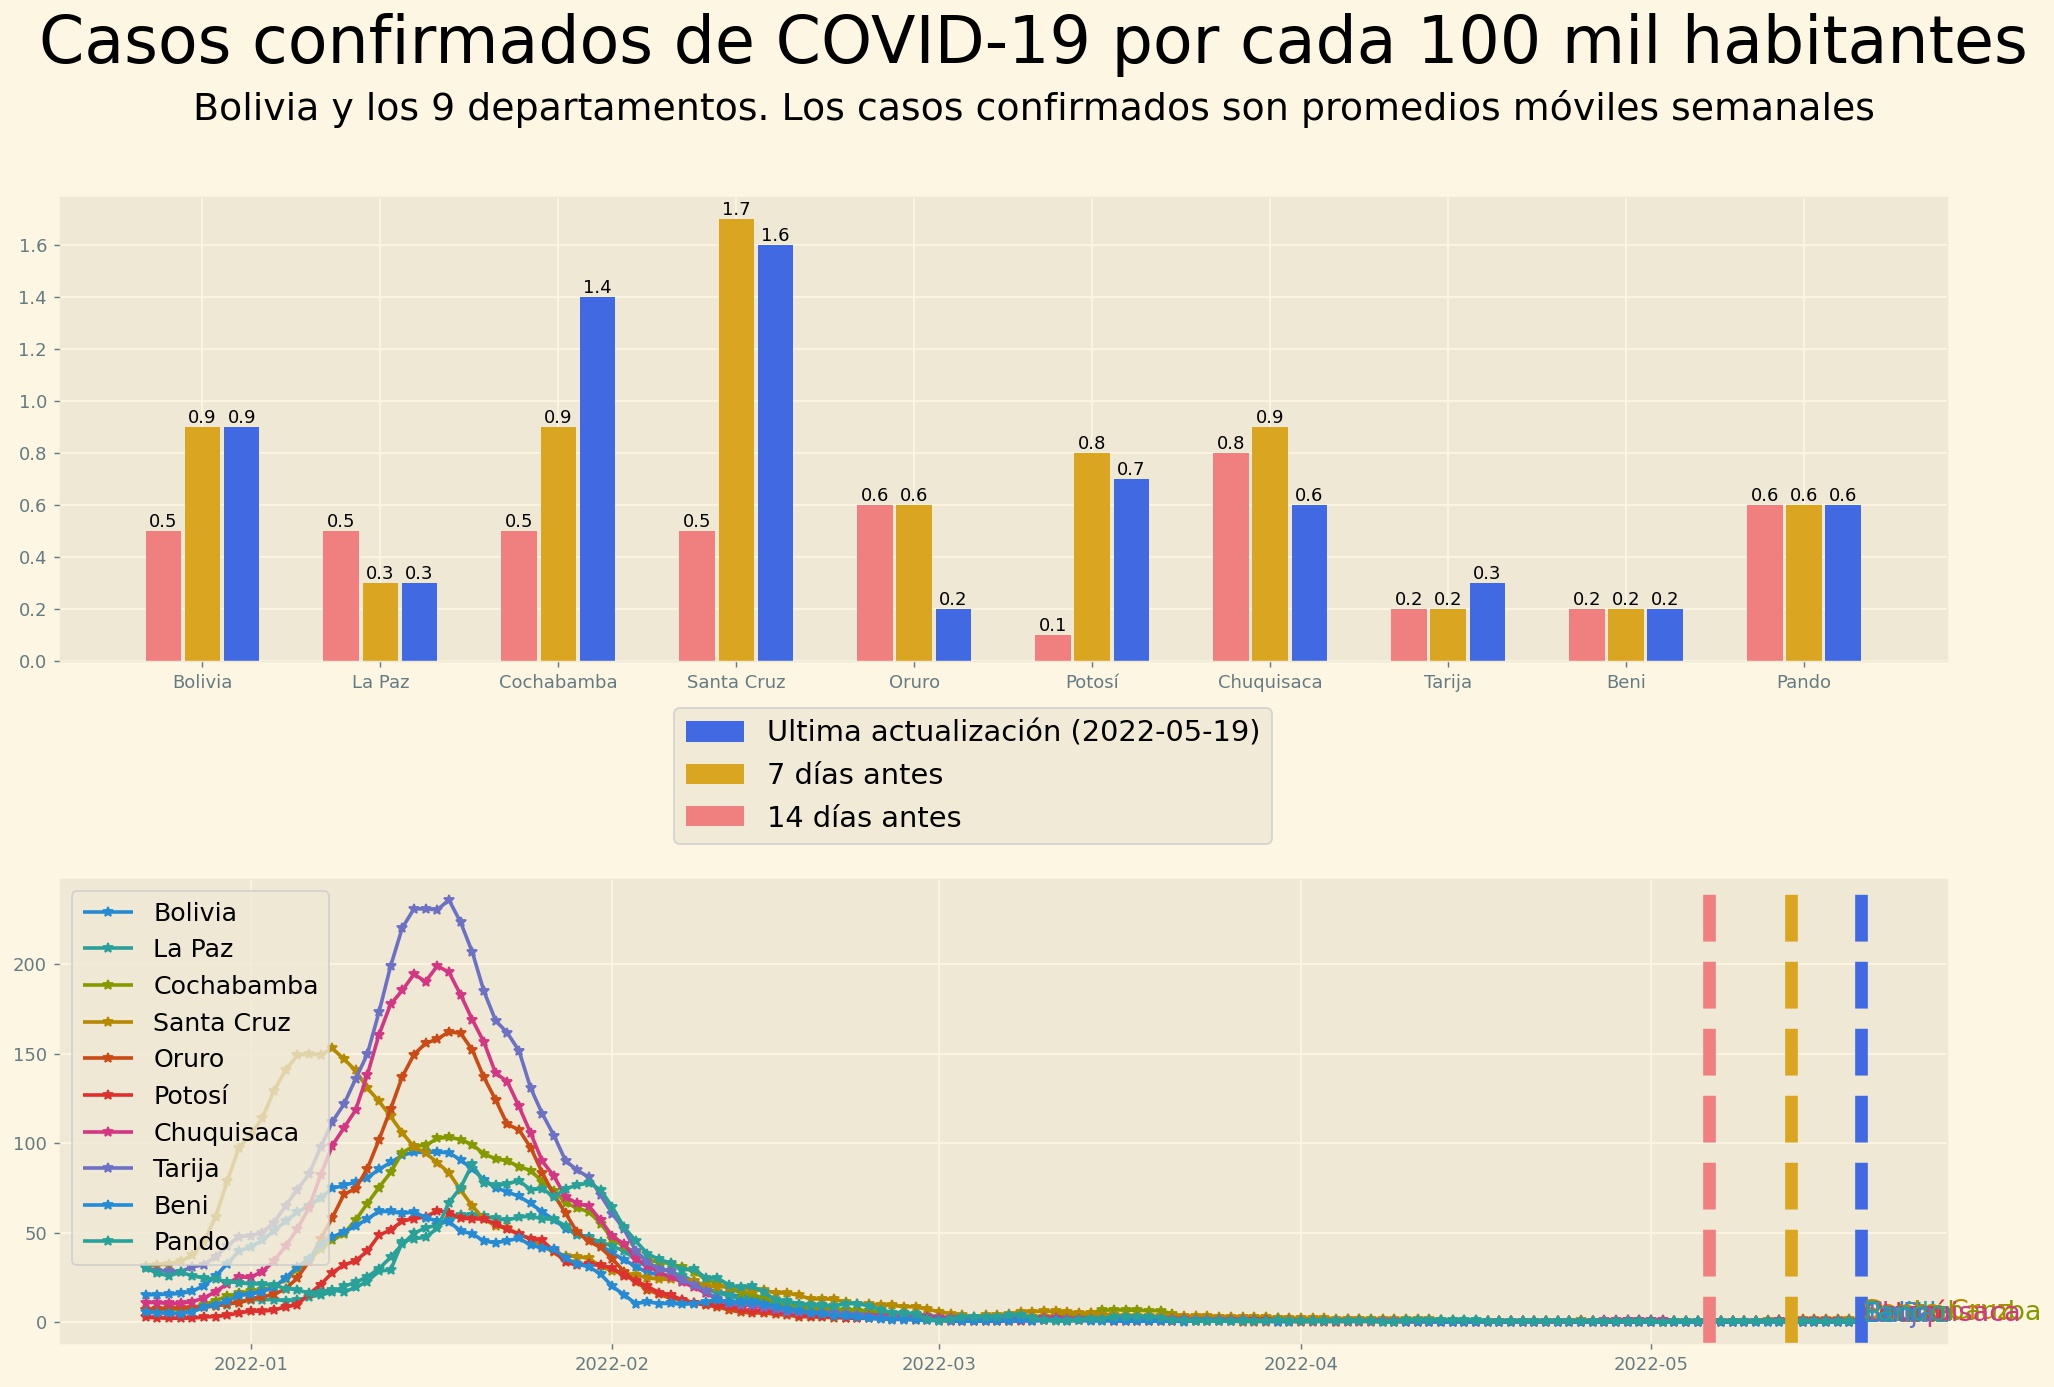 Casos confirmados de COVID-19 por cada 100 mil habitantes
Bolivia y los 9 departamentos. Los casos confirmados son promedios móviles semanales
1.7
1.6
1.6
1.4
1.4
1.2
1.0
0.9 0.9 0.9 0.9
0.8
0.8 0.8
0.7
0.6
0.6 0.6 0.6 0.6 0.6 0.6
0.5 0.5 0.5 0.5
0.4
0.3 0.3 0.3
0.2
0.2 0.2 0.2 0.2 0.2 0.2
0.1
0.0
Bolivia La Paz Cochabamba Santa Cruz Oruro Potosí Chuquisaca Tarija Beni Pando
Ultima actualización (2022-05-19)
7 días antes
14 días antes
Bolivia
La Paz
Cochabamba
Santa Cruz
Oruro
Potosí
Chuquisaca
Tarija
Beni
Pando
200
150
100
50
0
2022-01 2022-02 2022-03 2022-04 2022-05